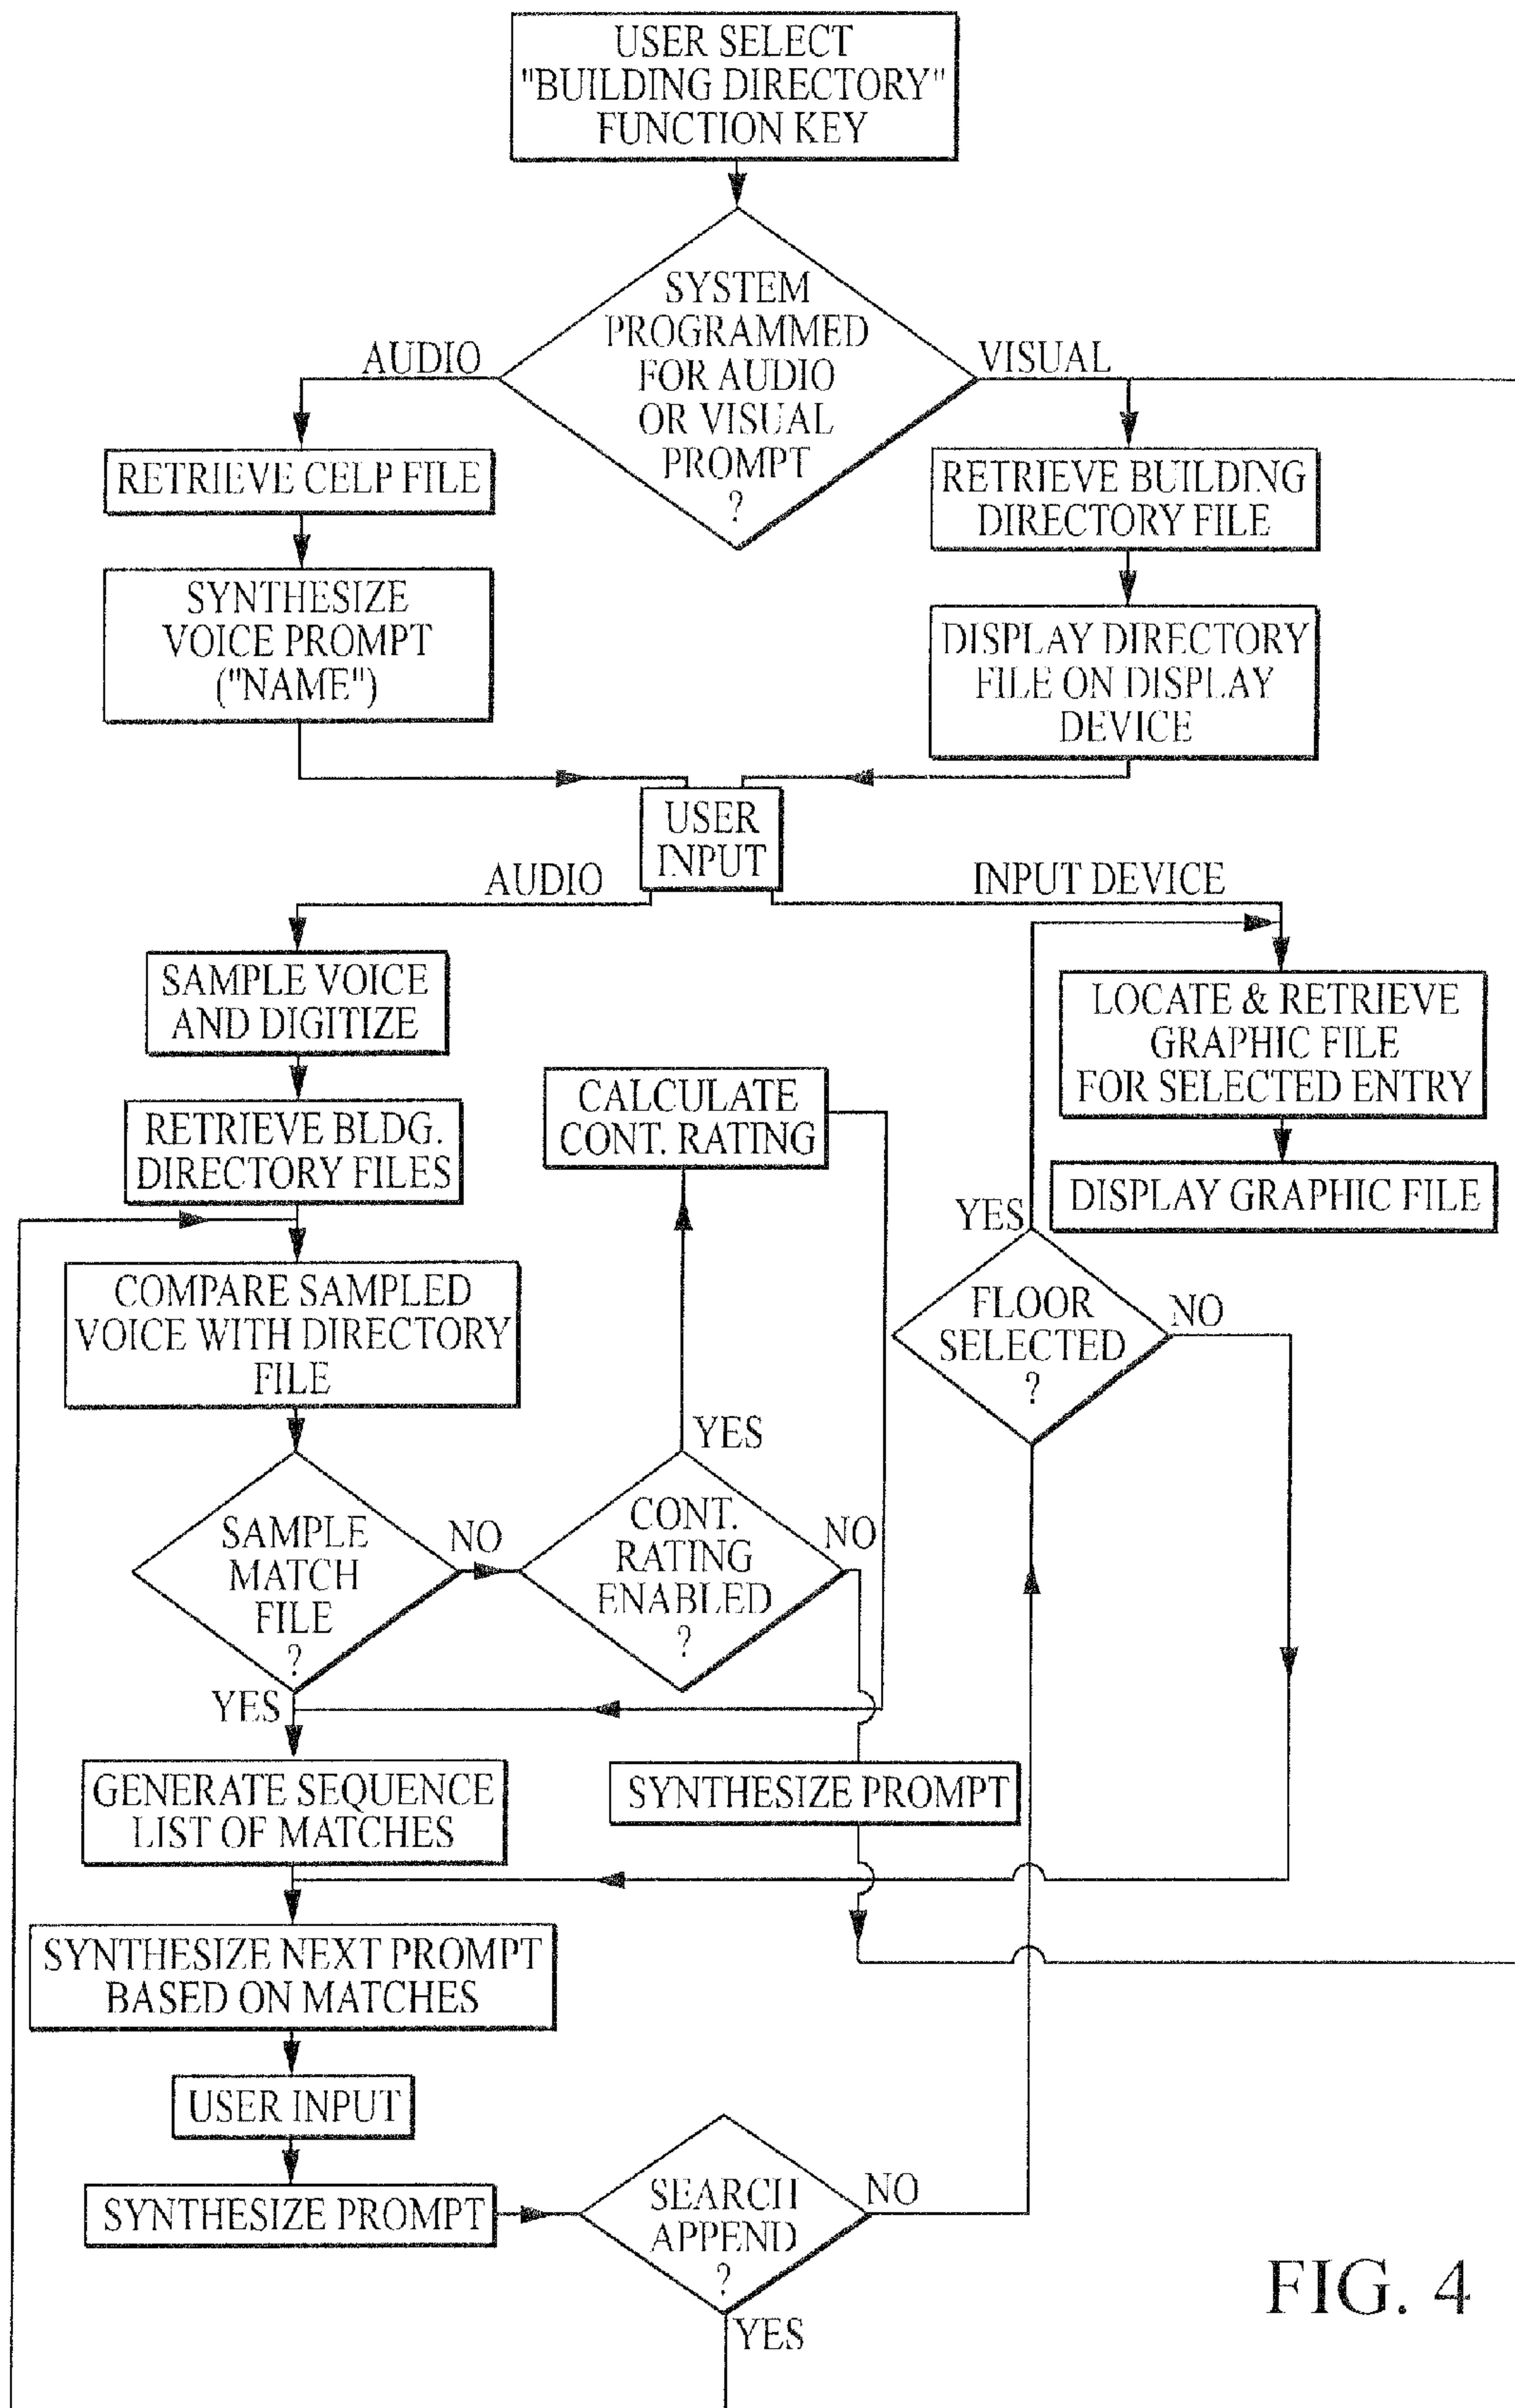 USER SELECT
"BUILDING DIRECTORY"
FUNCTION KEY
SYSTEM
PROGRAMMED
FOR AUDIO
OR VISUAL
PROMPT
?
AUDIO
VISUAL
RETRIEVE CELP FILE
SYNTHESIZE
VOICE PROMPT
("NAME")
RETRIEVE BUILDING
DIRECTORY FILE
DISPLAY DIRECTORY
FILE ON DISPLAY
DEVICE
USER
INPUT
AUDIO
INPUT DEVICE
SAMPLE VOICE
AND DIGITIZE
RETRIEVE BLDG.
DIRECTORY FILES
COMPARE SAMPLED
VOICE WITH DIRECTORY
FILE
CALCULATE
CONT. RATING
LOCATE & RETRIEVE
GRAPHIC FILE
FOR SELECTED ENTRY
DISPLAY GRAPHIC FILE
YES
FLOOR
SELECTED
?
NO
SAMPLE
MATCH
FILE
?
NO
YES
CONT.
RATING
ENABLED
?
YES
NO
GENERATE SEQUENCE
LIST OF MATCHES
SYNTHESIZE PROMPT
SYNTHESIZE NEXT PROMPT
BASED ON MATCHES
USER INPUT
SYNTHESIZE PROMPT
SEARCH
APPEND
?
NO
YES
FIG. 4